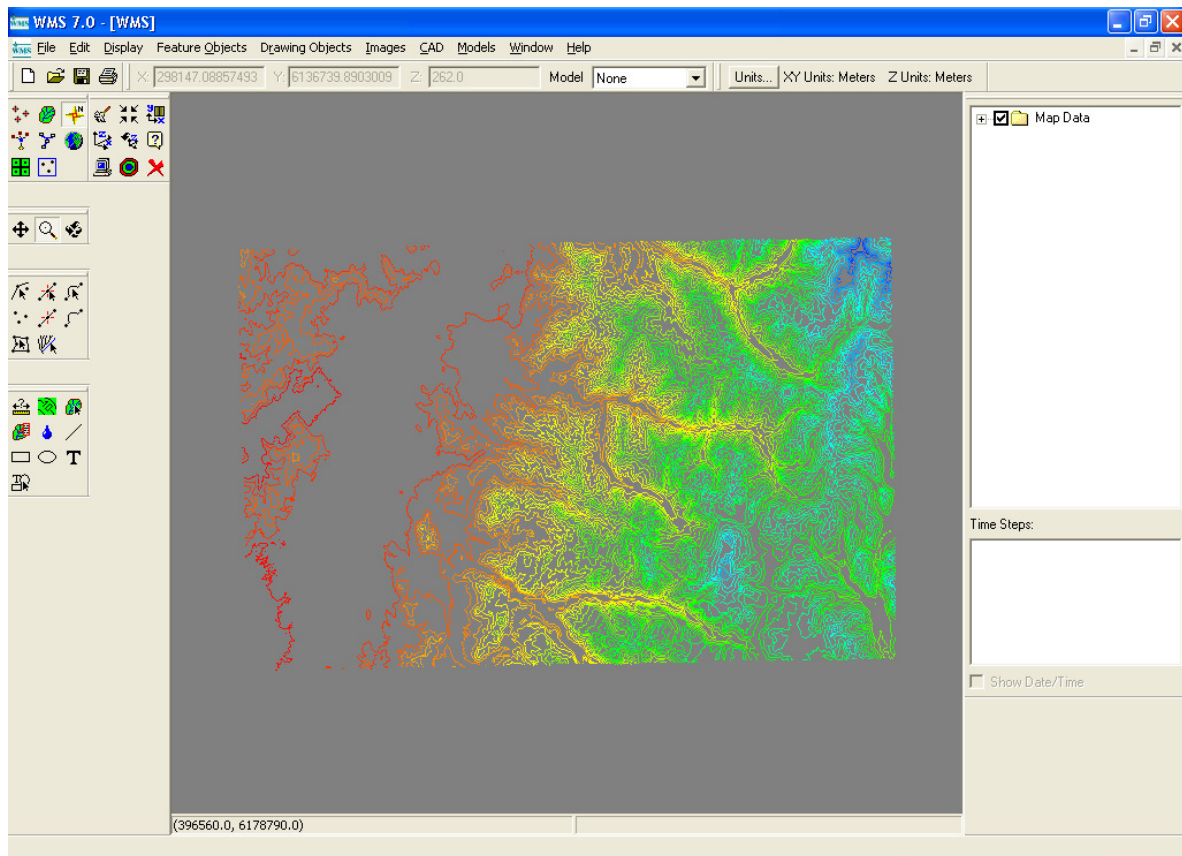 WMS 7.0 - [WMS]
File Edit Display Feature Objects Drawing Objects Images CAD Models Window Help
X: 298147.08857493 Y: 6136739.8903009 Z: 262.0 Model None Units... XY Units: Meters Z Units: Meters
Map Data
T
Time Steps:
Show Date/Time
(396560.0, 6178790.0)